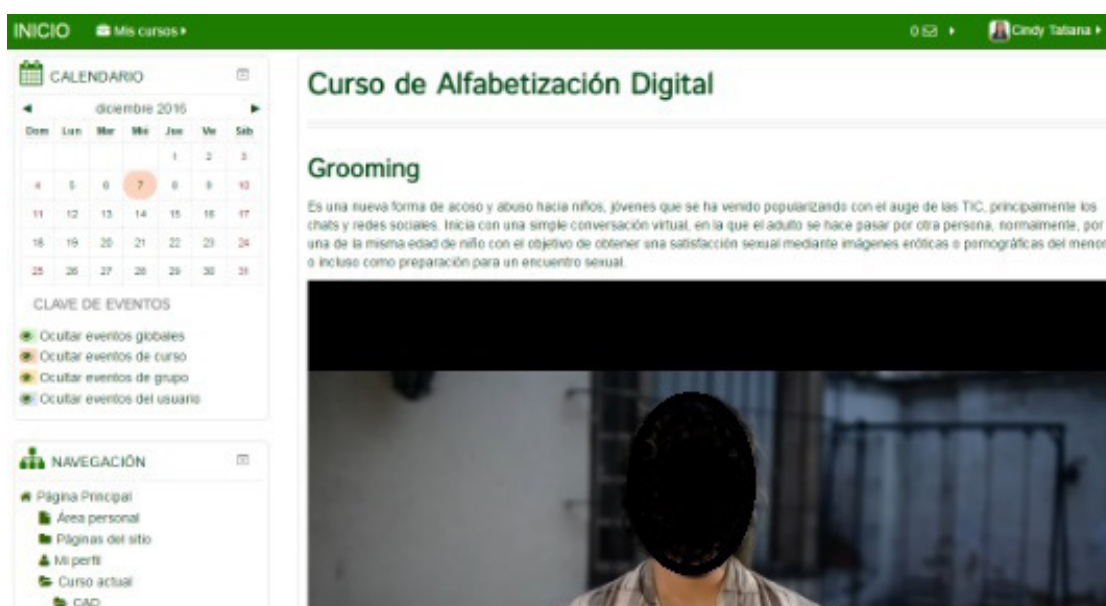 INICIO Mis cursos 0 Cindy Tatiana
CALENDARIO
diciembre 2016
Dom Lun Mar Mié Jue Vie Sáb
1 2 3
4 5 6 7 8 9 10
11 12 13 14 15 16 17
18 19 20 21 22 23 24
25 26 27 28 29 30 31
CLAVE DE EVENTOS
Ocultar eventos globales
Ocultar eventos de curso
Ocultar eventos de grupo
Ocultar eventos del usuario
NAVEGACIÓN
Página Principal
Área personal
Páginas del sitio
Mi perfil
Curso actual
CAD
Curso de Alfabetización Digital
Grooming
Es una nueva forma de acoso y abuso hacia niños, jóvenes que se ha venido popularizando con el auge de las TIC, principalmente los
chats y redes sociales. Inicia con una simple conversación virtual, en la que el adulto se hace pasar por otra persona, normalmente, por
una de la misma edad de niño con el objetivo de obtener una satisfacción sexual mediante imágenes eróticas o pornográficas del menor
o incluso como preparación para un encuentro sexual.